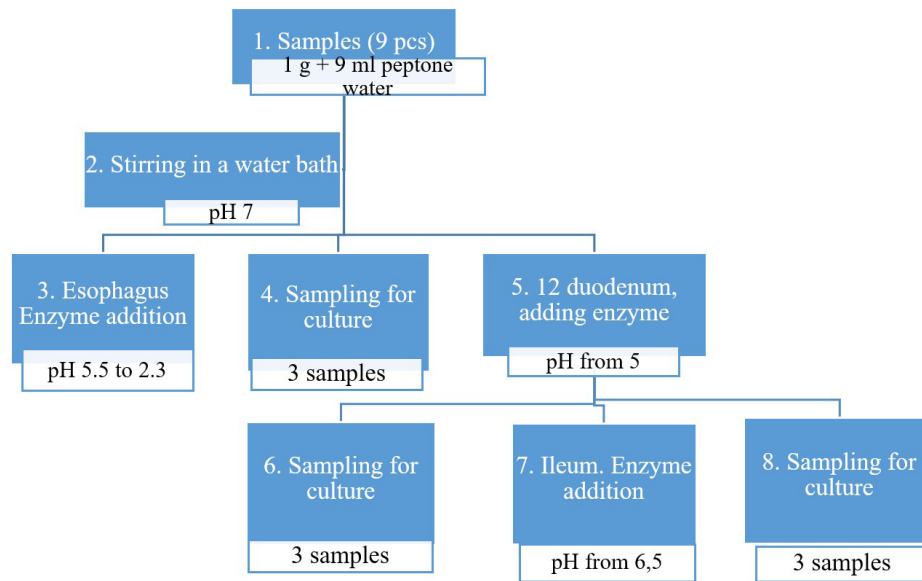 1. Samples (9 pcs)
1 g + 9 ml peptone
water
2. Stirring in a water bath
pH 7
3. Esophagus
Enzyme addition
pH 5.5 to 2.3
4. Sampling for
culture
3 samples
5. 12 duodenum,
adding enzyme
pH from 5
6. Sampling for
culture
3 samples
7. Ileum. Enzyme
addition
pH from 6,5
8. Sampling for
culture
3 samples